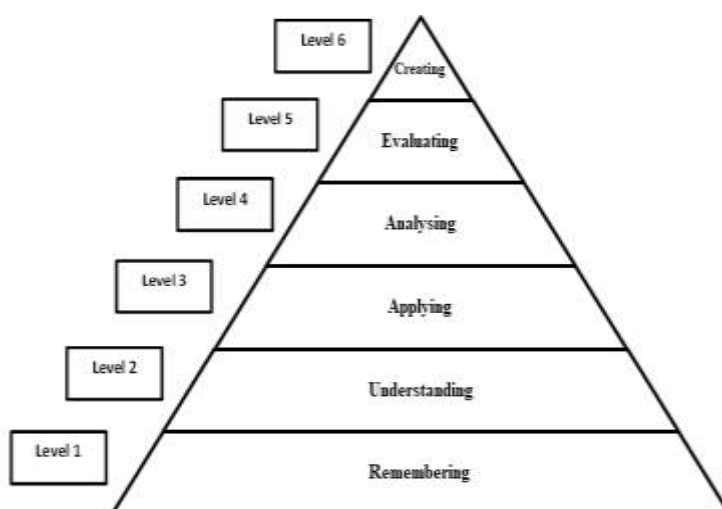 Level 6
Creating
Level 5
Evaluating
Level 4
Analysing
Level 3
Applying
Level 2
Understanding
Level 1
Remembering